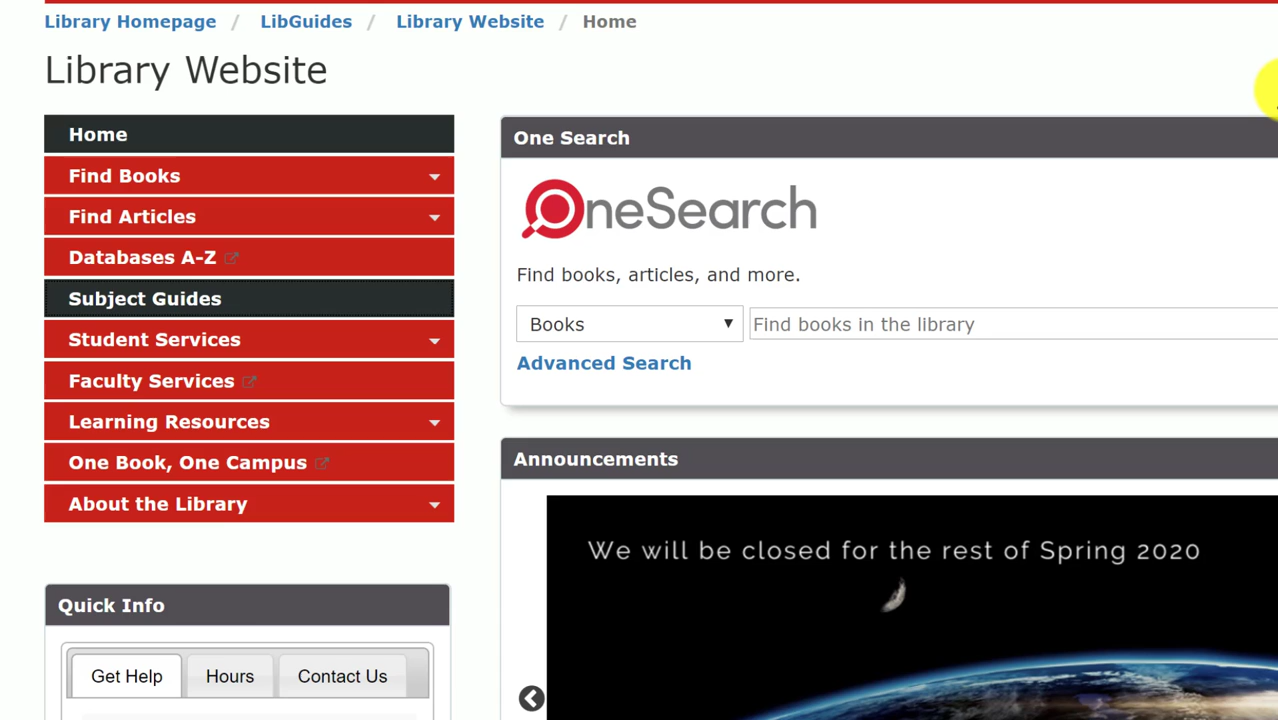 Library Homepage / LibGuides / Library Website / Home
Library Website
Home
Find Books
Find Articles
Databases A-Z
Subject Guides
Student Services
Faculty Services
Learning Resources
One Book, One Campus
About the Library
Quick Info
Get Help Hours Contact Us
One Search
OneSearch
Find books, articles, and more.
Books Find books in the library
Advanced Search
Announcements
We will be closed for the rest of Spring 2020